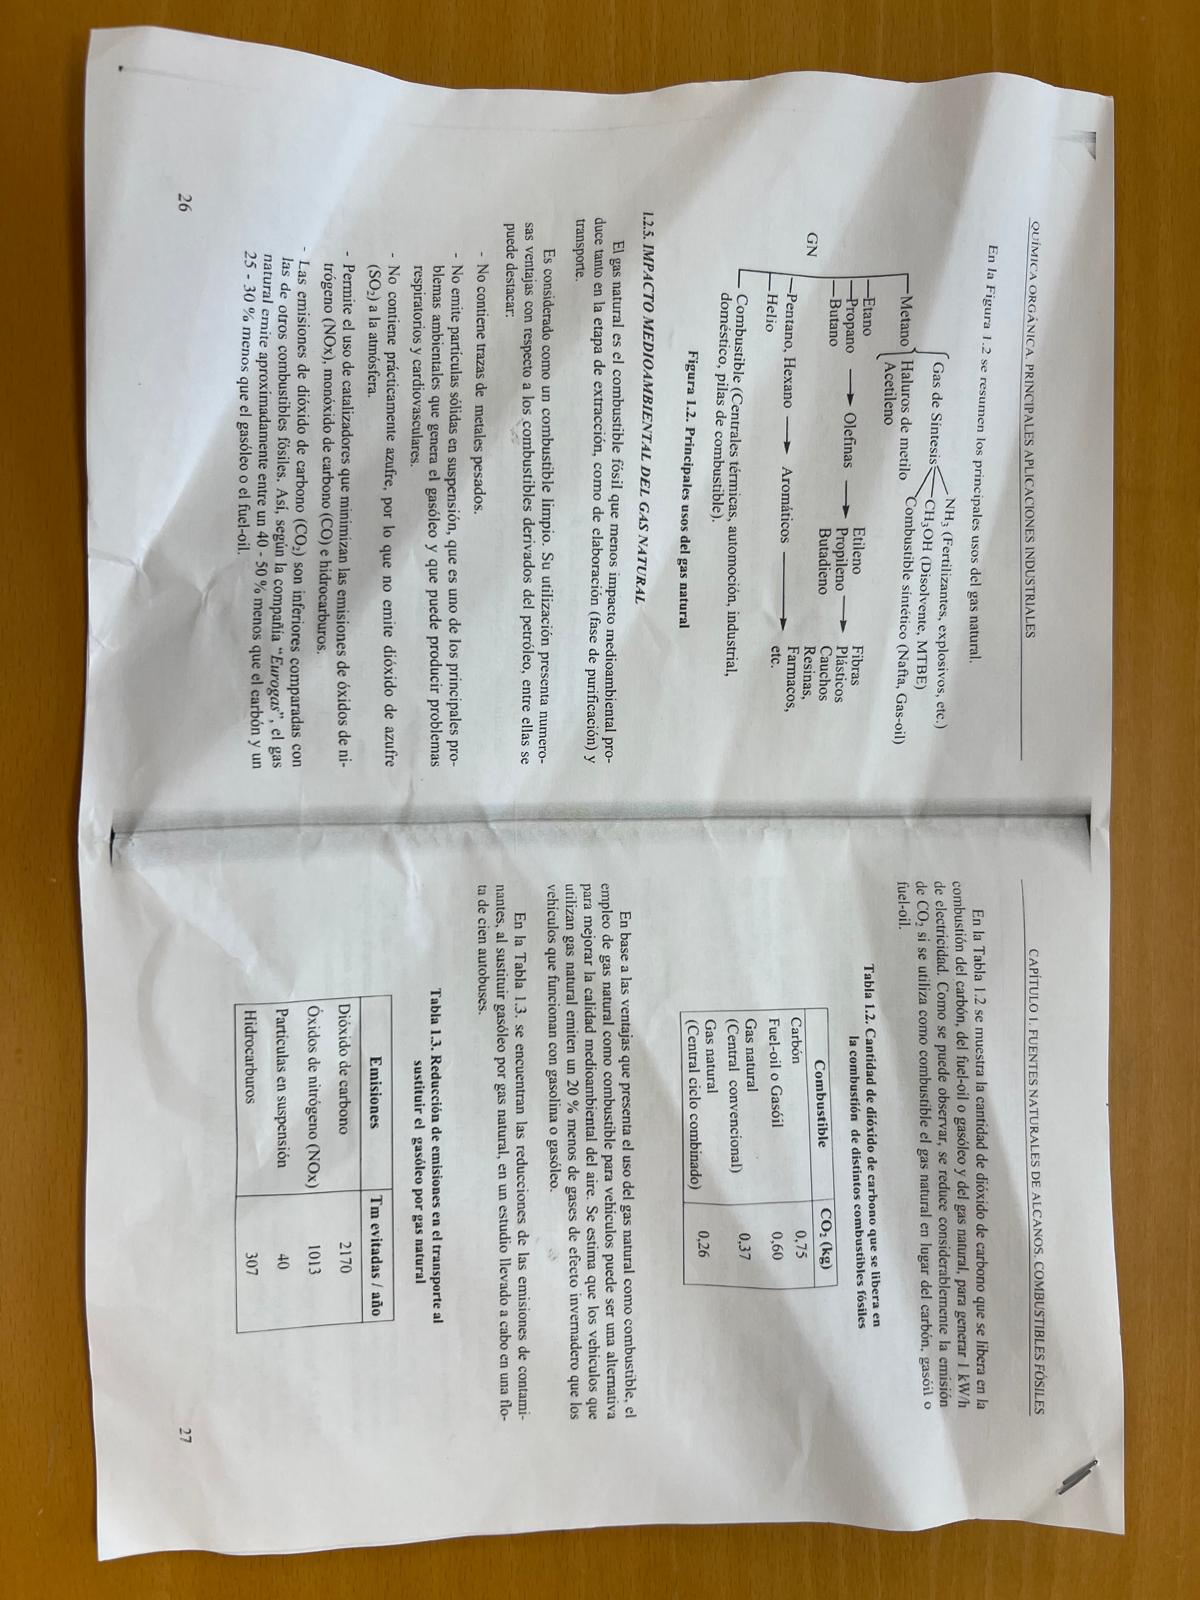 QUÍMICA ORGÁNICA. PRINCIPALES APLICACIONES INDUSTRIALES
En la Figura 1.2 se resumen los principales usos del gas natural.
NH₃ (Fertilizantes, explosivos, etc.)
Gas de Síntesis
CH₃OH (Disolvente, MTBE)
Combustible sintético (Nafta, Gas-oil)
Metano
Haluros de metilo
Acetileno
Etano
Propano
Butano
Olefinas
Etileno
Propileno
Butadieno
Fibras
Plásticos
Cauchos
Resinas,
Farmacos,
etc.
GN
Pentano, Hexano
Aromáticos
Helio
Combustible (Centrales térmicas, automoción, industrial,
doméstico, pilas de combustible).
Figura 1.2. Principales usos del gas natural
1.2.5. IMPACTO MEDIOAMBIENTAL DEL GAS NATURAL
El gas natural es el combustible fósil que menos impacto medioambiental pro-
duce tanto en la etapa de extracción, como de elaboración (fase de purificación) y
transporte.
Es considerado como un combustible limpio. Su utilización presenta numero-
sas ventajas con respecto a los combustibles derivados del petróleo, entre ellas se
puede destacar:
- No contiene trazas de metales pesados.
- No emite partículas sólidas en suspensión, que es uno de los principales pro-
blemas ambientales que genera el gasóleo y que puede producir problemas
respiratorios y cardiovasculares.
- No contiene prácticamente azufre, por lo que no emite dióxido de azufre
(SO₂) a la atmósfera.
- Permite el uso de catalizadores que minimizan las emisiones de óxidos de ni-
trógeno (NOx), monóxido de carbono (CO) e hidrocarburos.
- Las emisiones de dióxido de carbono (CO₂) son inferiores comparadas con
las de otros combustibles fósiles. Así, según la compañía “Eurogas”, el gas
natural emite aproximadamente entre un 40 - 50 % menos que el carbón y un
25 - 30 % menos que el gasóleo o el fuel-oil.
26
CAPÍTULO 1. FUENTES NATURALES DE ALCANOS. COMBUSTIBLES FÓSILES
En la Tabla 1.2 se muestra la cantidad de dióxido de carbono que se libera en la
combustión del carbón, del fuel-oil o gasóleo y del gas natural, para generar 1 kW/h
de electricidad. Como se puede observar, se reduce considerablemente la emisión
de CO₂ si se utiliza como combustible el gas natural en lugar del carbón, gasóil o
fuel-oil.
Tabla 1.2. Cantidad de dióxido de carbono que se libera en
la combustión de distintos combustibles fósiles
Combustible CO₂ (kg)
Carbón 0,75
Fuel-oil o Gasóil 0,60
Gas natural
(Central convencional) 0,37
Gas natural
(Central ciclo combinado) 0,26
En base a las ventajas que presenta el uso del gas natural como combustible, el
empleo de gas natural como combustible para vehículos puede ser una alternativa
para mejorar la calidad medioambiental del aire. Se estima que los vehículos que
utilizan gas natural emiten un 20 % menos de gases de efecto invernadero que los
vehículos que funcionan con gasolina o gasóleo.
En la Tabla 1.3. se encuentran las reducciones de las emisiones de contami-
nantes, al sustituir gasóleo por gas natural, en un estudio llevado a cabo en una flo-
ta de cien autobuses.
Tabla 1.3. Reducción de emisiones en el transporte al
sustituir el gasóleo por gas natural
Emisiones Tm evitadas / año
Dióxido de carbono 2170
Óxidos de nitrógeno (NOx) 1013
Partículas en suspensión 40
Hidrocarburos 307
27